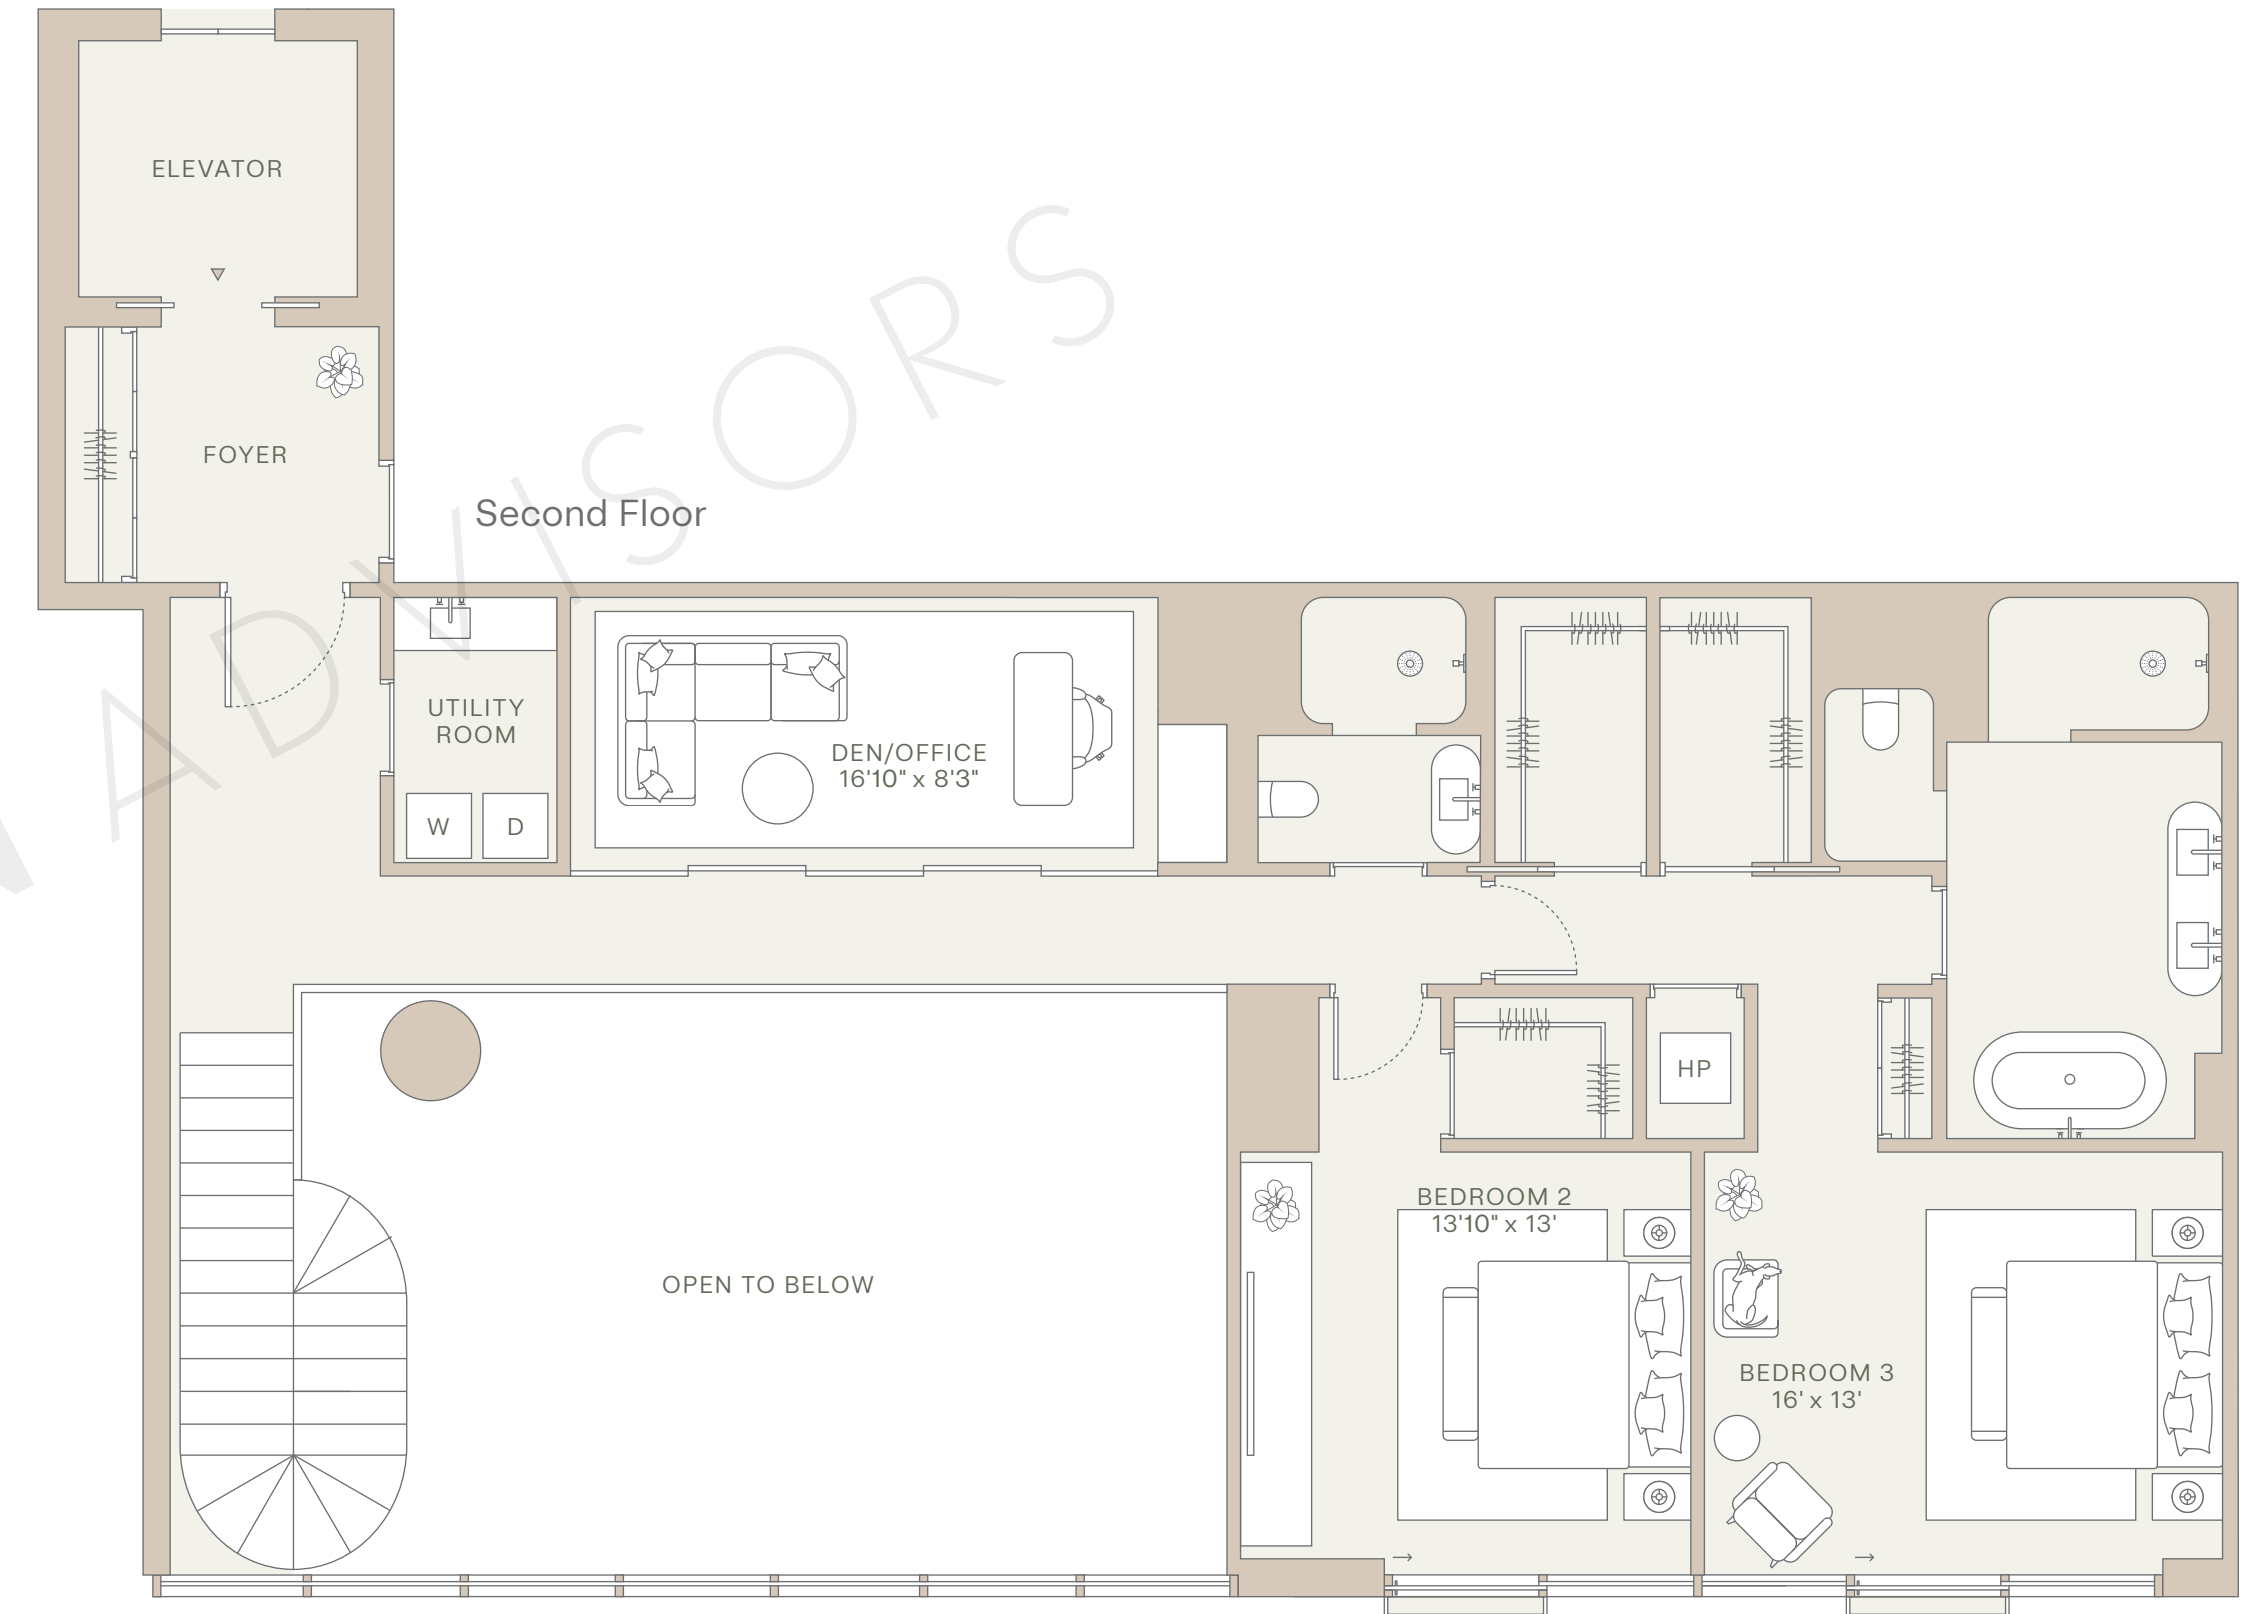 ELEVATOR
FOYER
Second Floor
UTILITY
ROOM
W
D
DEN/OFFICE
16'10" x 8'3"
HP
BEDROOM 2
13'10" x 13'
BEDROOM 3
16' x 13'
OPEN TO BELOW
ADVISORS